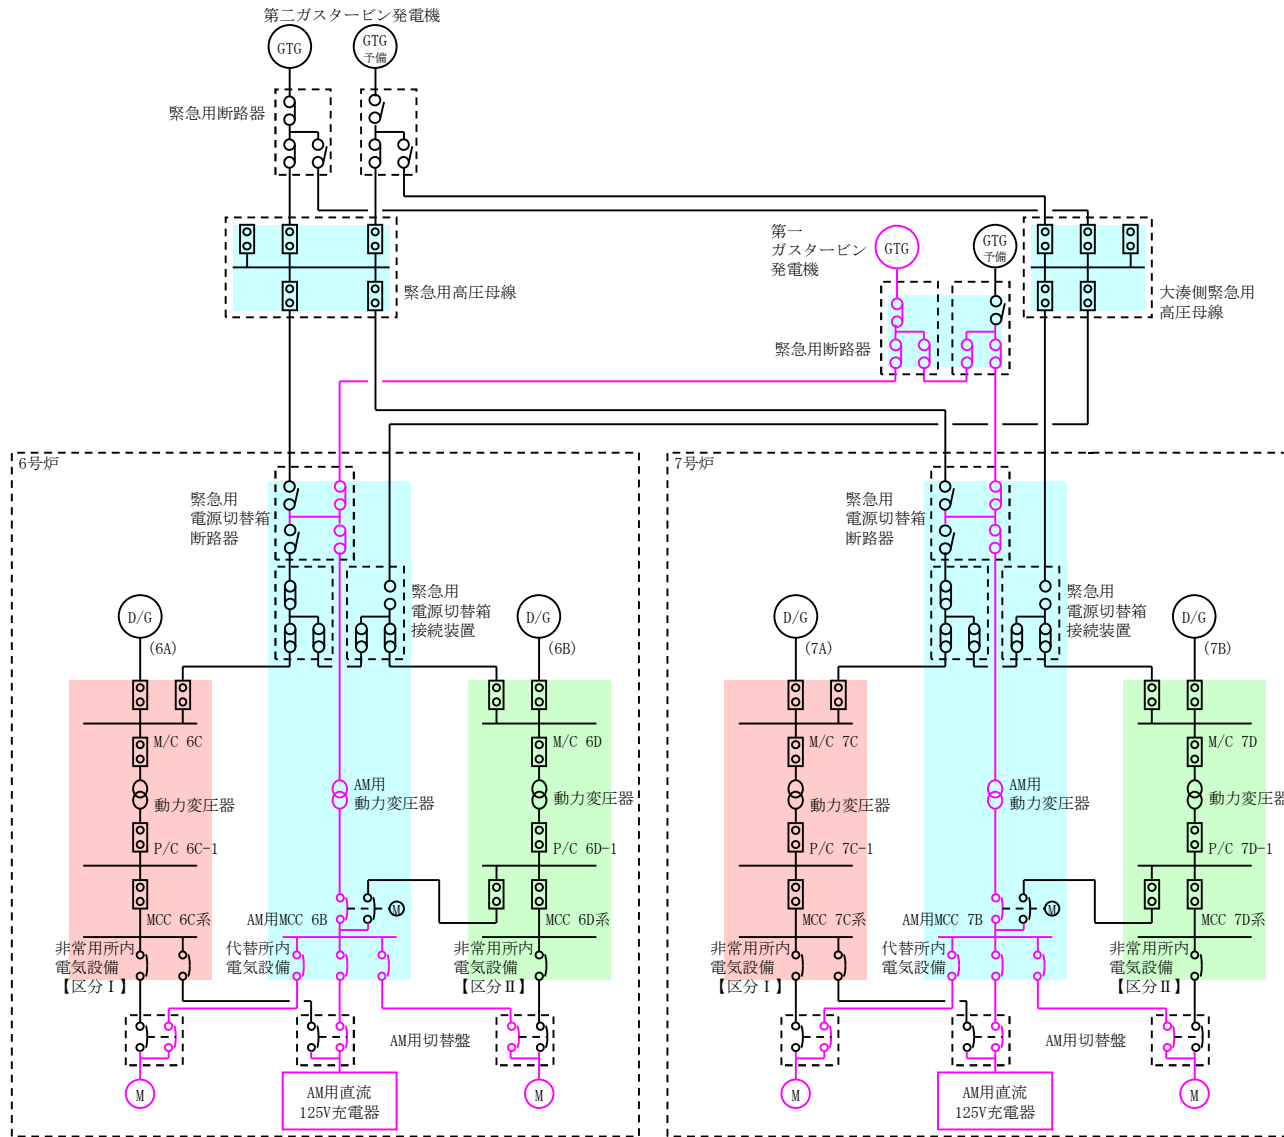 第二ガスタービン発電機
GTG
GTG
予備
緊急用断路器
緊急用高圧母線
第一
ガスタービン
発電機
GTG
GTG
予備
緊急用断路器
大湊側緊急用
高圧母線
6号炉
緊急用
電源切替箱
断路器
緊急用
電源切替箱
接続装置
D/G
(6A)
D/G
(6B)
M/C 6C
動力変圧器
P/C 6C-1
MCC 6C系
AM用
動力変圧器
AM用MCC 6B
M
M/C 6D
動力変圧器
P/C 6D-1
MCC 6D系
非常用所内
電気設備
【区分Ⅰ】
代替所内
電気設備
非常用所内
電気設備
【区分Ⅱ】
AM用切替盤
M
AM用直流
125V充電器
M
7号炉
緊急用
電源切替箱
断路器
緊急用
電源切替箱
接続装置
D/G
(7A)
D/G
(7B)
M/C 7C
動力変圧器
P/C 7C-1
MCC 7C系
AM用
動力変圧器
AM用MCC 7B
M
M/C 7D
動力変圧器
P/C 7D-1
MCC 7D系
非常用所内
電気設備
【区分Ⅰ】
代替所内
電気設備
非常用所内
電気設備
【区分Ⅱ】
AM用切替盤
M
AM用直流
125V充電器
M